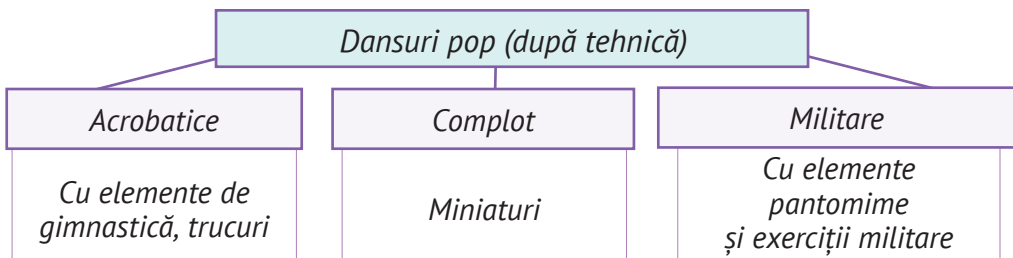 Dansuri pop (după tehnică)
Acrobatice
Complot
Militare
Cu elemente de
gimnastică, trucuri
Miniaturi
Cu elemente
pantomime
și exerciții militare